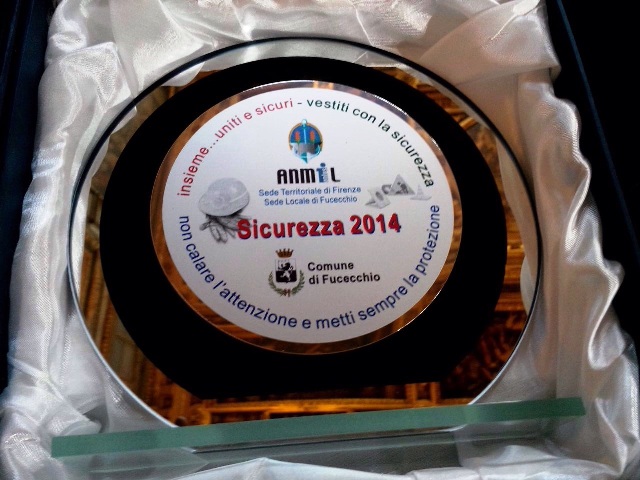 insieme...uniti e sicuri - vestiti con la sicurezza
ANMIL
Sede Territoriale di Firenze
Sede Locale di Fucecchio
Sicurezza 2014
Comune
di Fucecchio
non calare l'attenzione e metti sempre la protezione